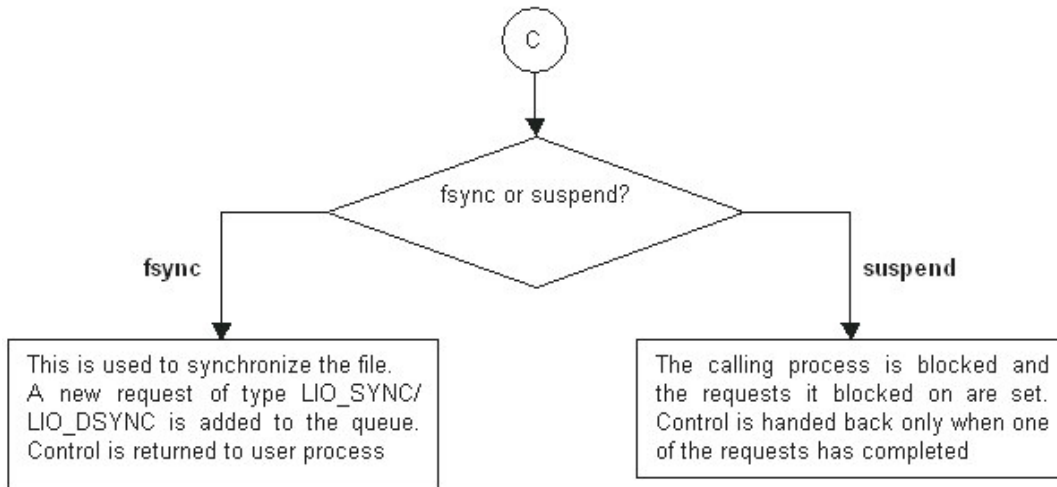 C
fsync or suspend?
fsync
suspend
This is used to synchronize the file.
A new request of type LIO_SYNC/
LIO_DSYNC is added to the queue.
Control is returned to user process
The calling process is blocked and
the requests it blocked on are set.
Control is handed back only when one
of the requests has completed